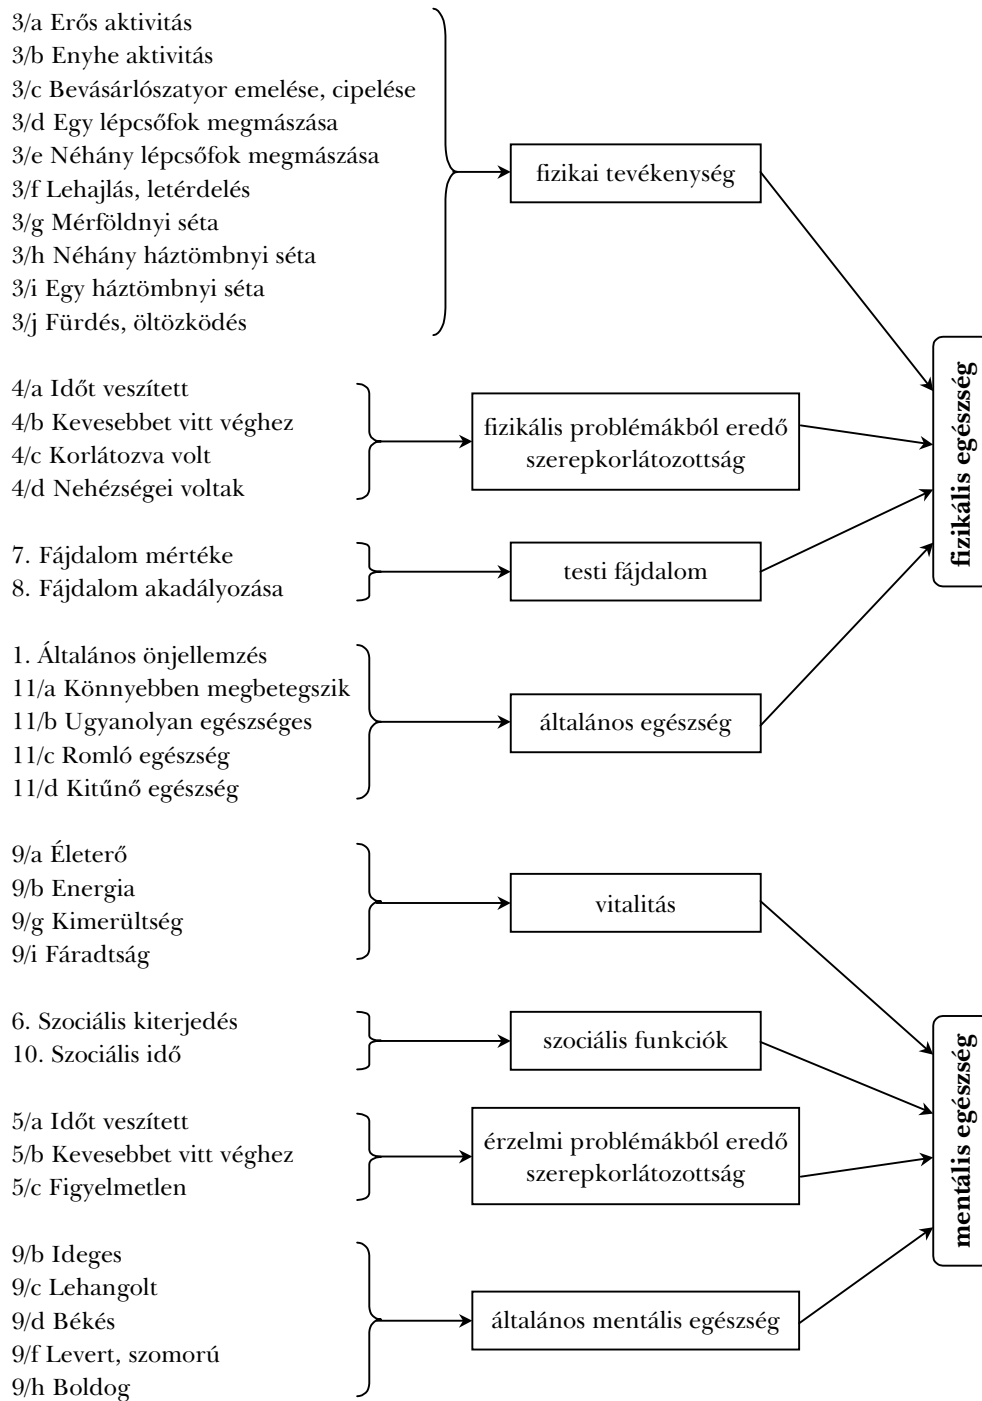 3/a Erős aktivitás
3/b Enyhe aktivitás
3/c Bevásárlószatyor emelése, cipelése
3/d Egy lépcsőfok megmászása
3/e Néhány lépcsőfok megmászása
3/f Lehajlás, letérdelés
3/g Mérföldnyi séta
3/h Néhány háztömbnyi séta
3/i Egy háztömbnyi séta
3/j Fürdés, öltözködés
fizikai tevékenység
4/a Időt veszített
4/b Kevesebbet vitt véghez
4/c Korlátozva volt
4/d Nehézségei voltak
fizikális problémákból eredő
szerepkorlátozottság
7. Fájdalom mértéke
8. Fájdalom akadályozása
testi fájdalom
1. Általános önjellemzés
11/a Könnyebben megbetegszik
11/b Ugyanolyan egészséges
11/c Romló egészség
11/d Kitűnő egészség
általános egészség
fizikális egészség
9/a Életerő
9/b Energia
9/g Kimerültség
9/i Fáradtság
vitalitás
6. Szociális kiterjedés
10. Szociális idő
szociális funkciók
5/a Időt veszített
5/b Kevesebbet vitt véghez
5/c Figyelmetlen
érzelmi problémákból eredő
szerepkorlátozottság
9/b Ideges
9/c Lehangolt
9/d Békés
9/f Levert, szomorú
9/h Boldog
általános mentális egészség
mentális egészség